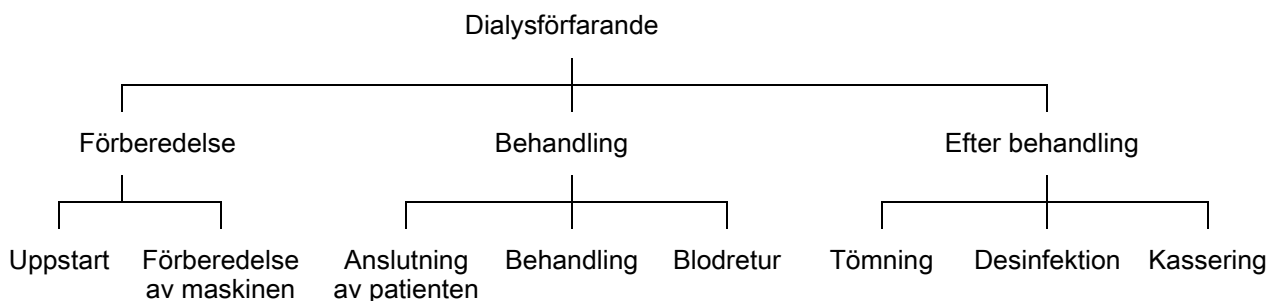 Dialysförfarande
Förberedelse
Behandling
Efter behandling
Uppstart
Förberedelse
av maskinen
Anslutning
av patienten
Behandling
Blodretur
Tömning
Desinfektion
Kassering